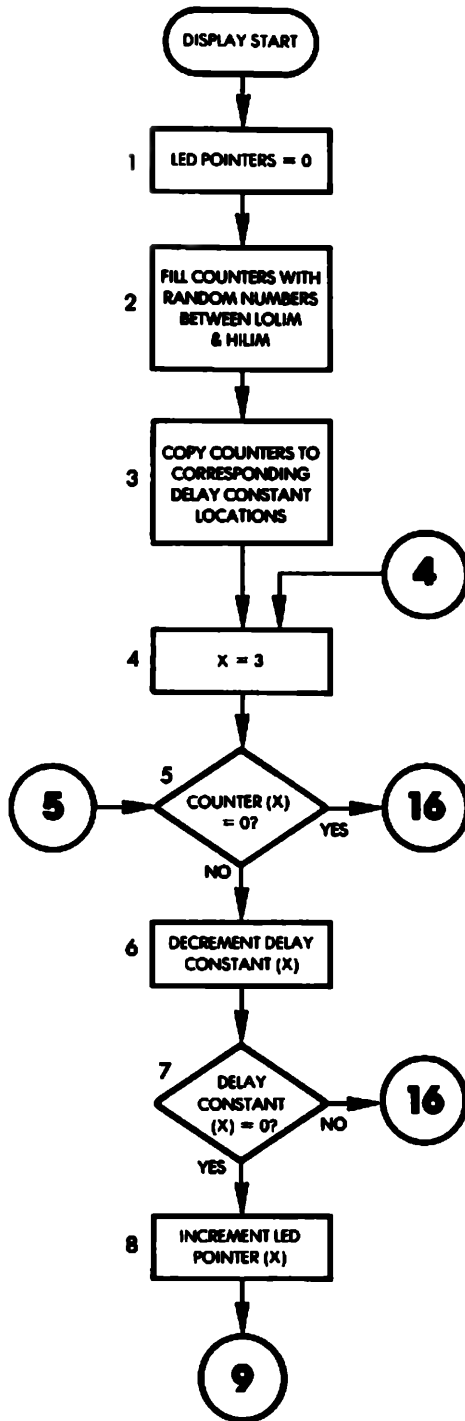 DISPLAY START
1
LED POINTERS = 0
2
FILL COUNTERS WITH
RANDOM NUMBERS
BETWEEN LOLIM
& HILIM
3
COPY COUNTERS TO
CORRESPONDING
DELAY CONSTANT
LOCATIONS
4
4
X = 3
5
5
COUNTER (X)
= 0?
YES
16
NO
6
DECREMENT DELAY
CONSTANT (X)
7
DELAY
CONSTANT
(X) = 0?
NO
16
YES
8
INCREMENT LED
POINTER (X)
9